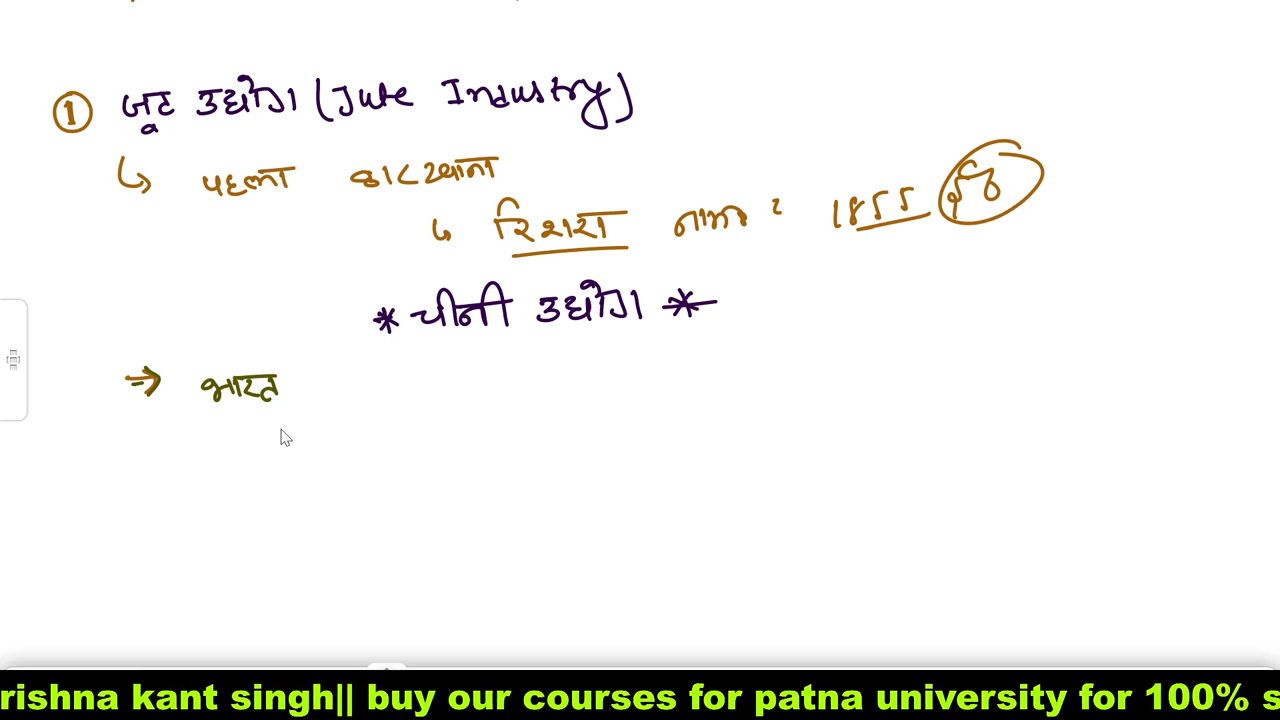 ① जूट उद्योग (Jute Industry)
↳ पहला कारखाना
↳ रिशरा नामक 1855 ई०
* चीनी उद्योग *
→ भारत
rishna kant singh|| buy our courses for patna university for 100% s